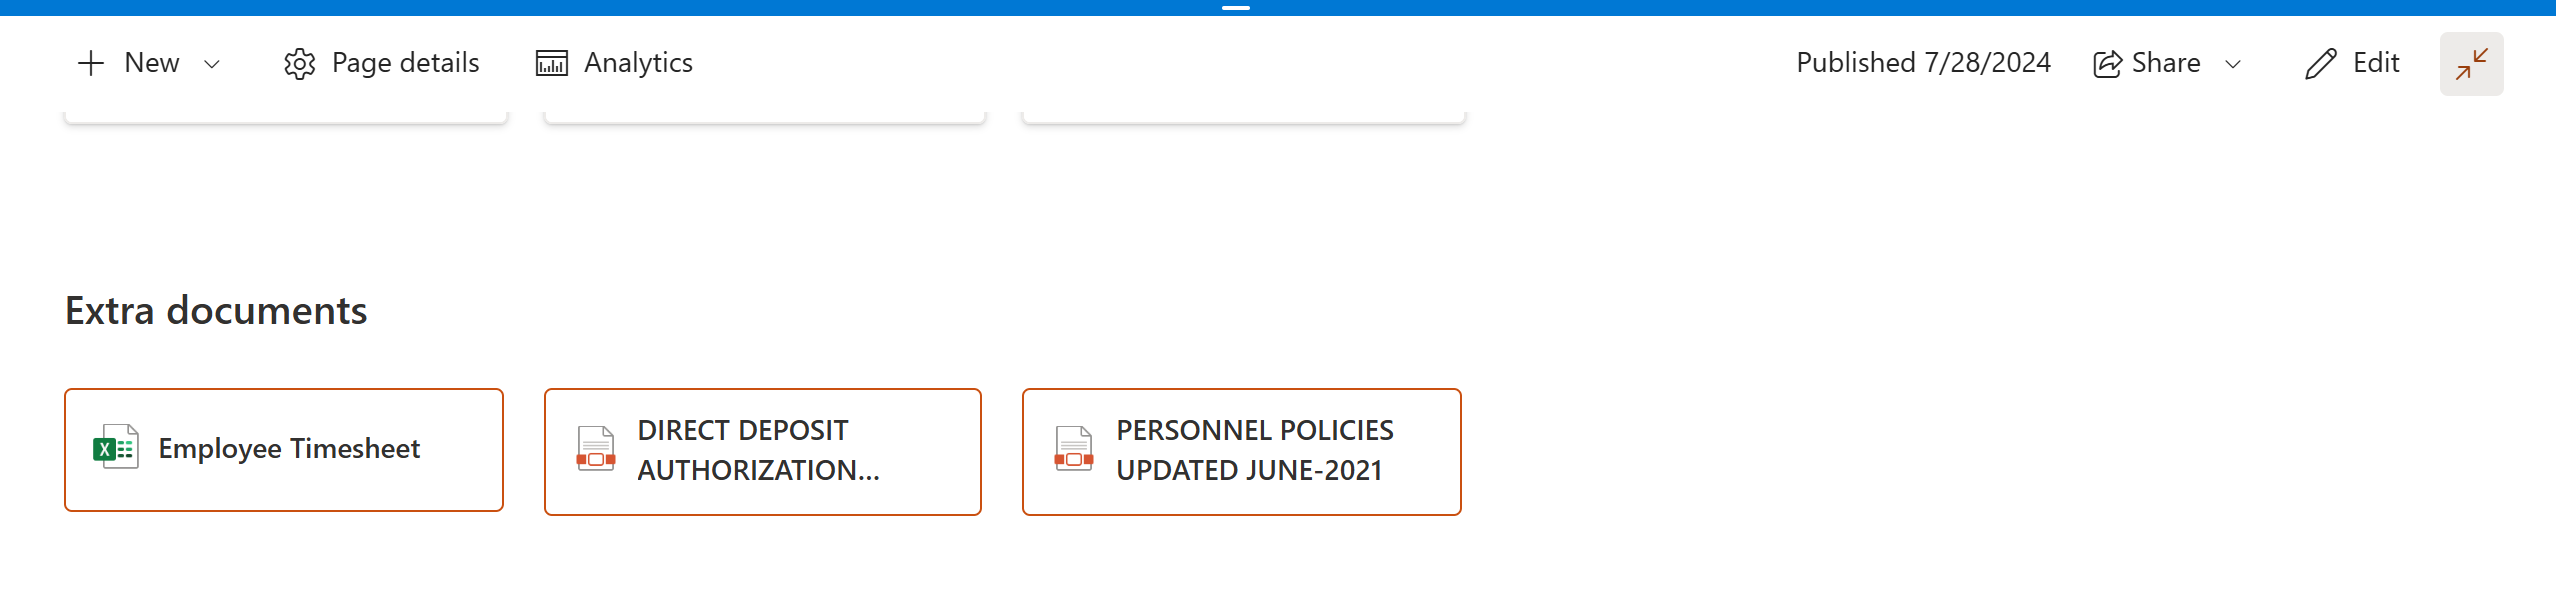 New
Page details
Analytics
Published 7/28/2024
Share
Edit
Extra documents
X
Employee Timesheet
DIRECT DEPOSIT
AUTHORIZATION...
PERSONNEL POLICIES
UPDATED JUNE-2021